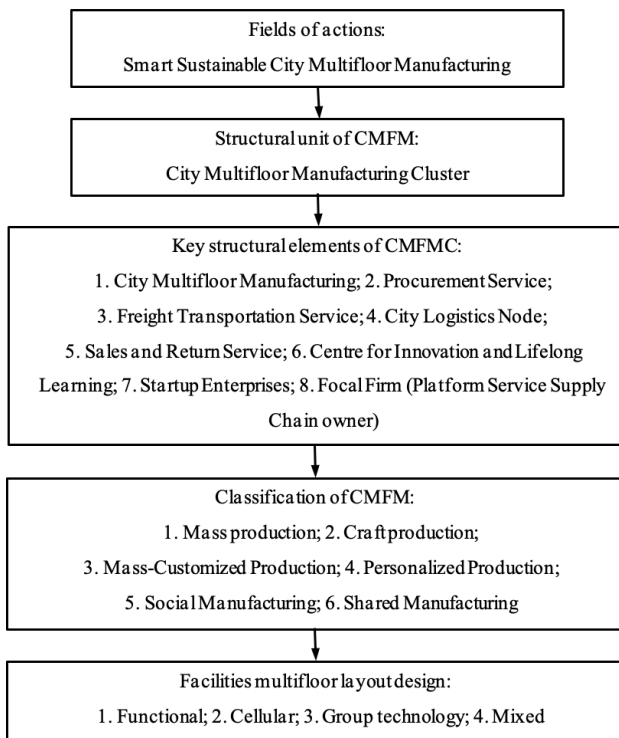 Fields of actions:
Smart Sustainable City Multifloor Manufacturing
Structural unit of CMFM:
City Multifloor Manufacturing Cluster
Key structural elements of CMFMC:
1. City Multifloor Manufacturing; 2. Procurement Service;
3. Freight Transportation Service; 4. City Logistics Node;
5. Sales and Return Service; 6. Centre for Innovation and Lifelong
Learning; 7. Startup Enterprises; 8. Focal Firm (Platform Service Supply
Chain owner)
Classification of CMFM:
1. Mass production; 2. Craft production;
3. Mass-Customized Production; 4. Personalized Production;
5. Social Manufacturing; 6. Shared Manufacturing
Facilities multifloor layout design:
1. Functional; 2. Cellular; 3. Group technology; 4. Mixed